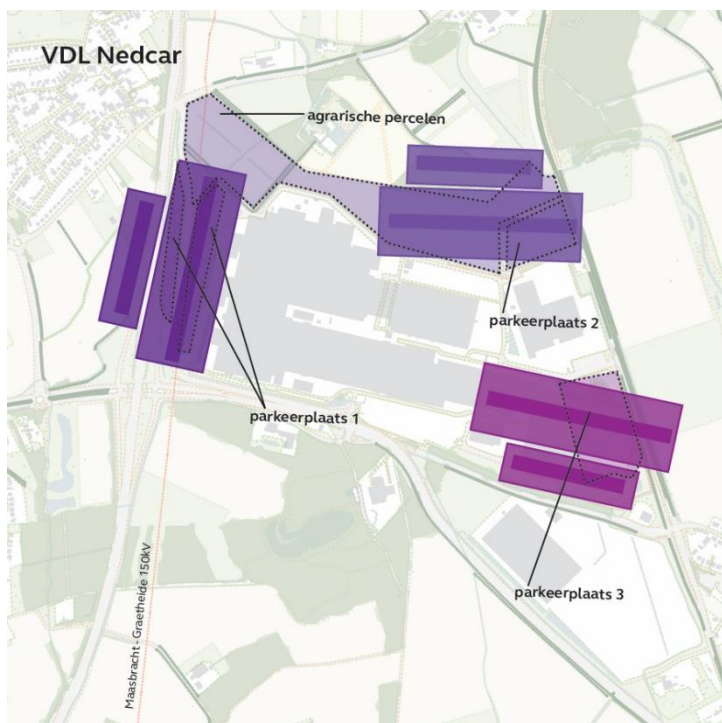 VDL Nedcar
agrarische percelen
parkeerplaats 2
parkeerplaats 1
parkeerplaats 3
Maasbracht - Graetheide 150kV